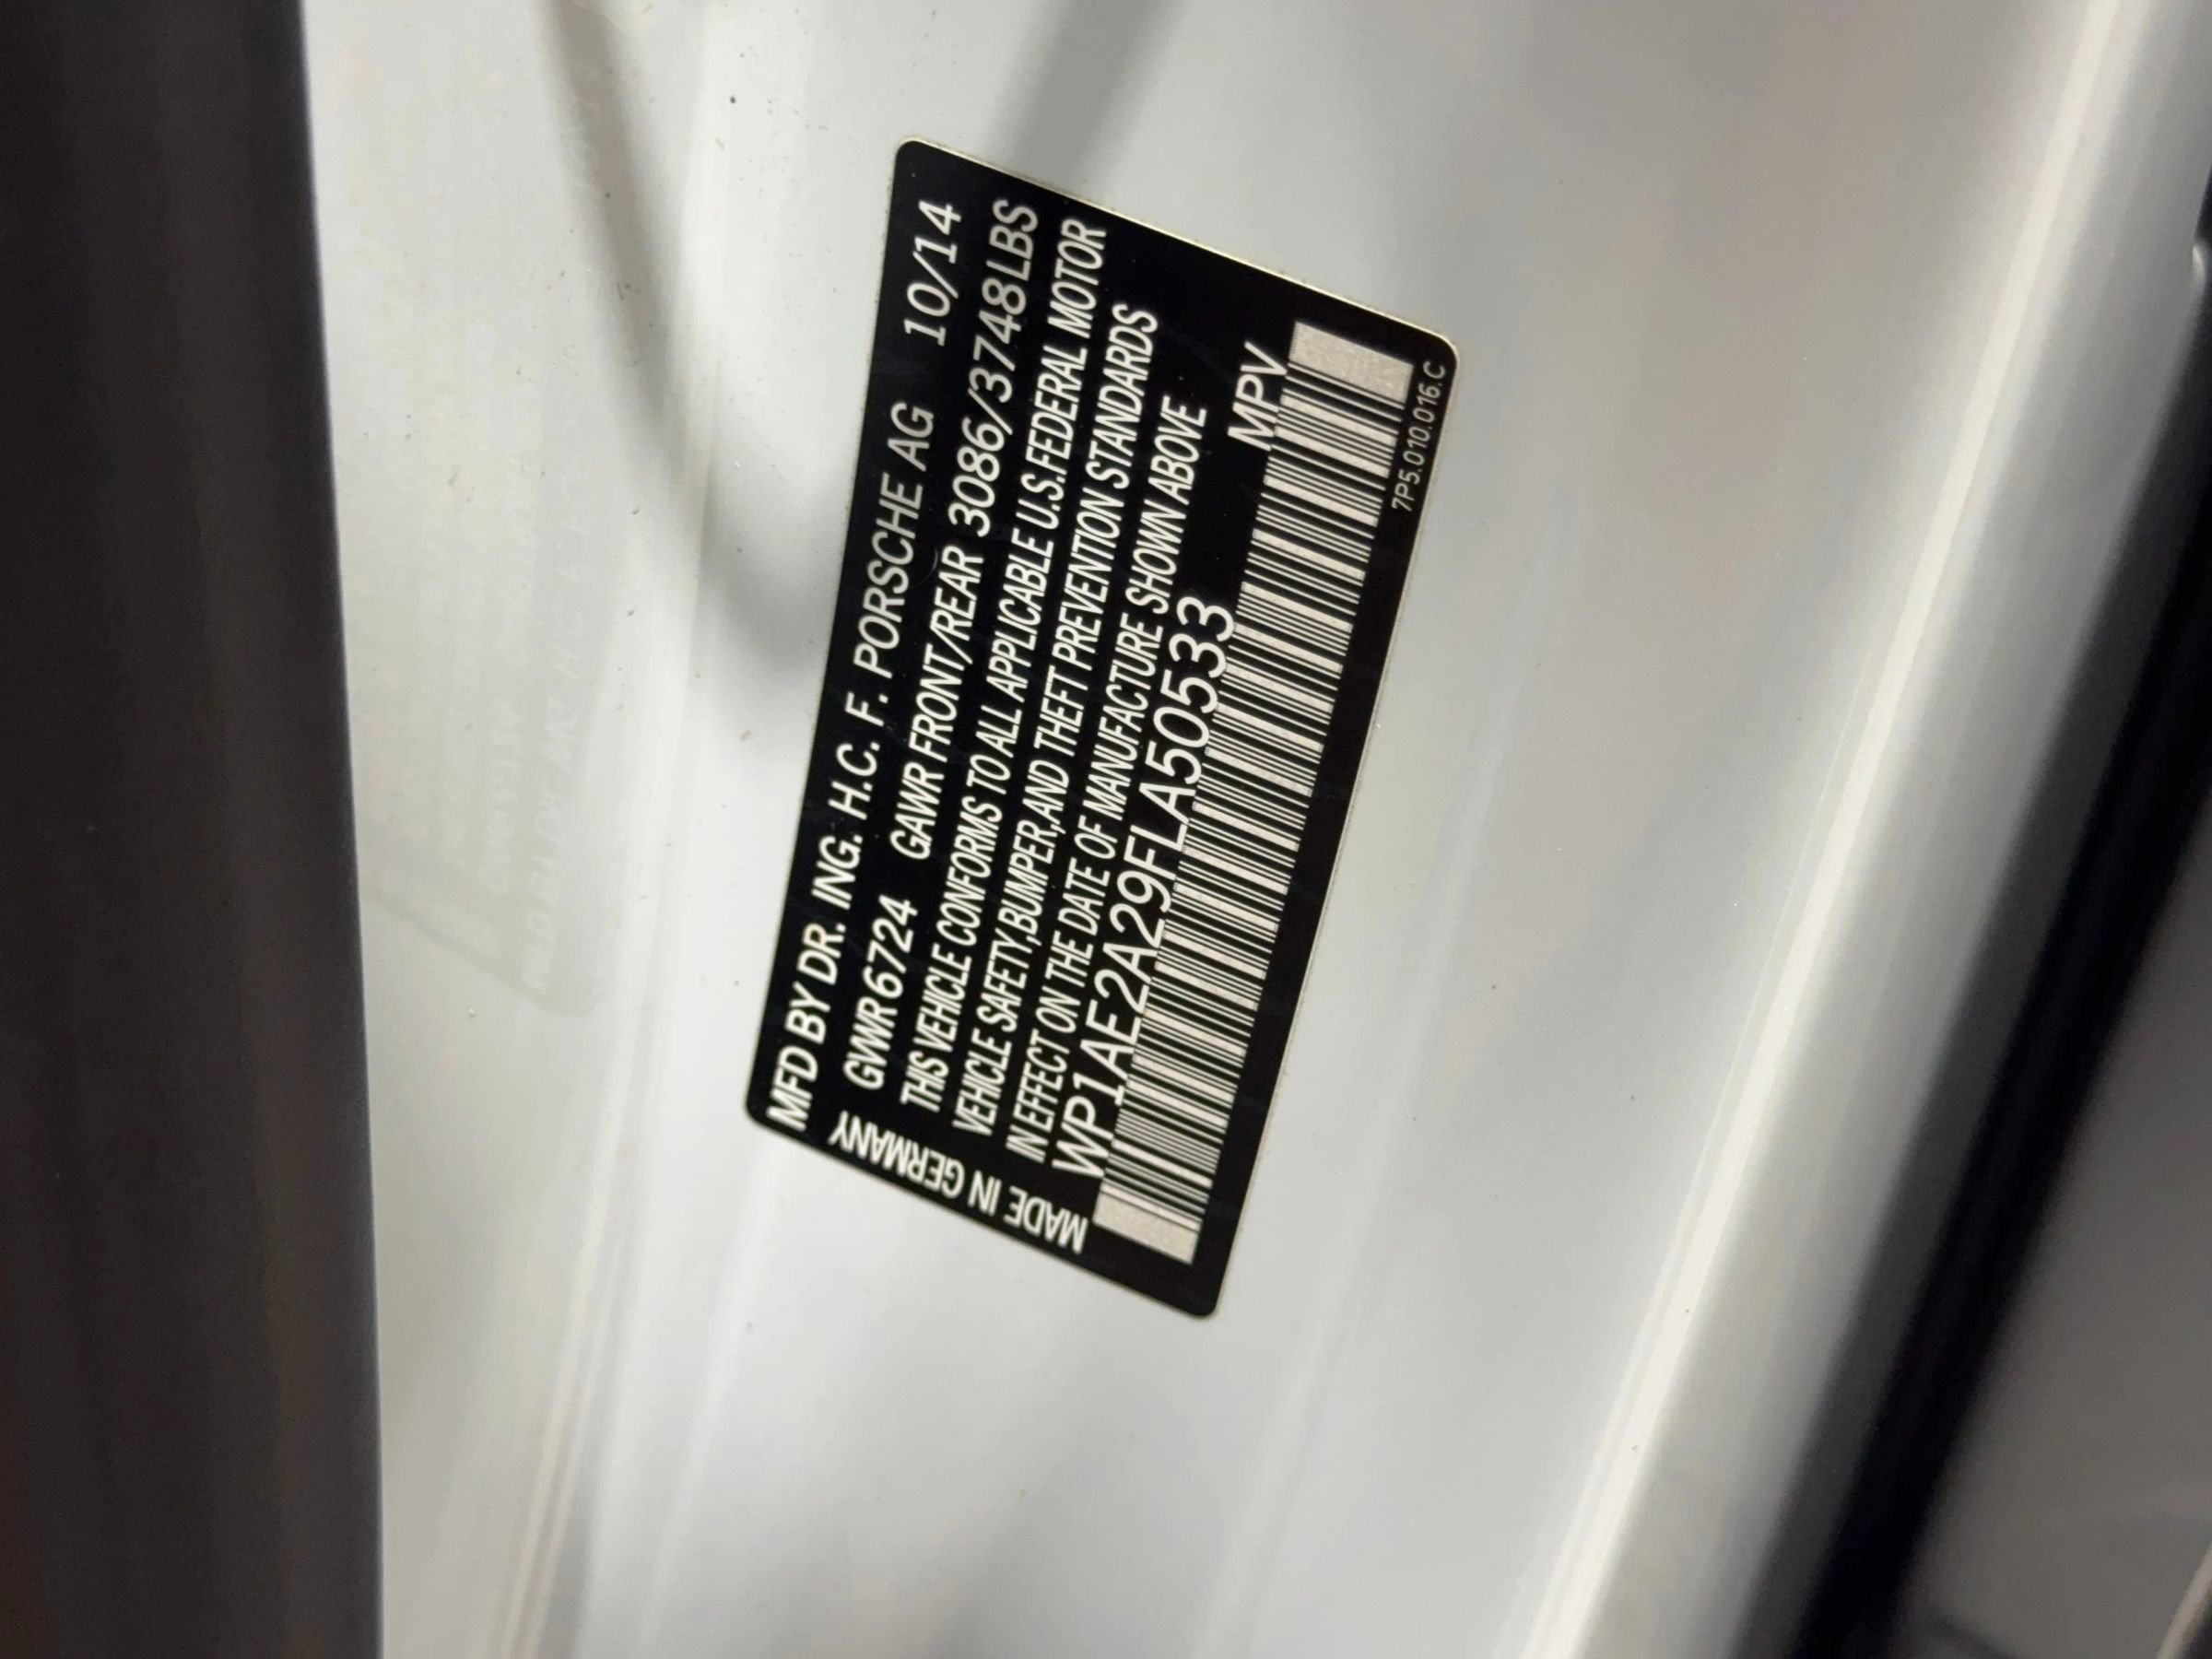 MFD BY DR. ING. H.C. F. PORSCHE AG 10/14
GVWR 6724 GAWR FRONT/REAR 3086/3748LBS
THIS VEHICLE CONFORMS TO ALL APPLICABLE U.S.FEDERAL MOTOR
VEHICLE SAFETY,BUMPER,AND THEFT PREVENTION STANDARDS
IN EFFECT ON THE DATE OF MANUFACTURE SHOWN ABOVE
WP1AE2A29FLA50533 MPV
7P5.010.016.C
MADE IN GERMANY